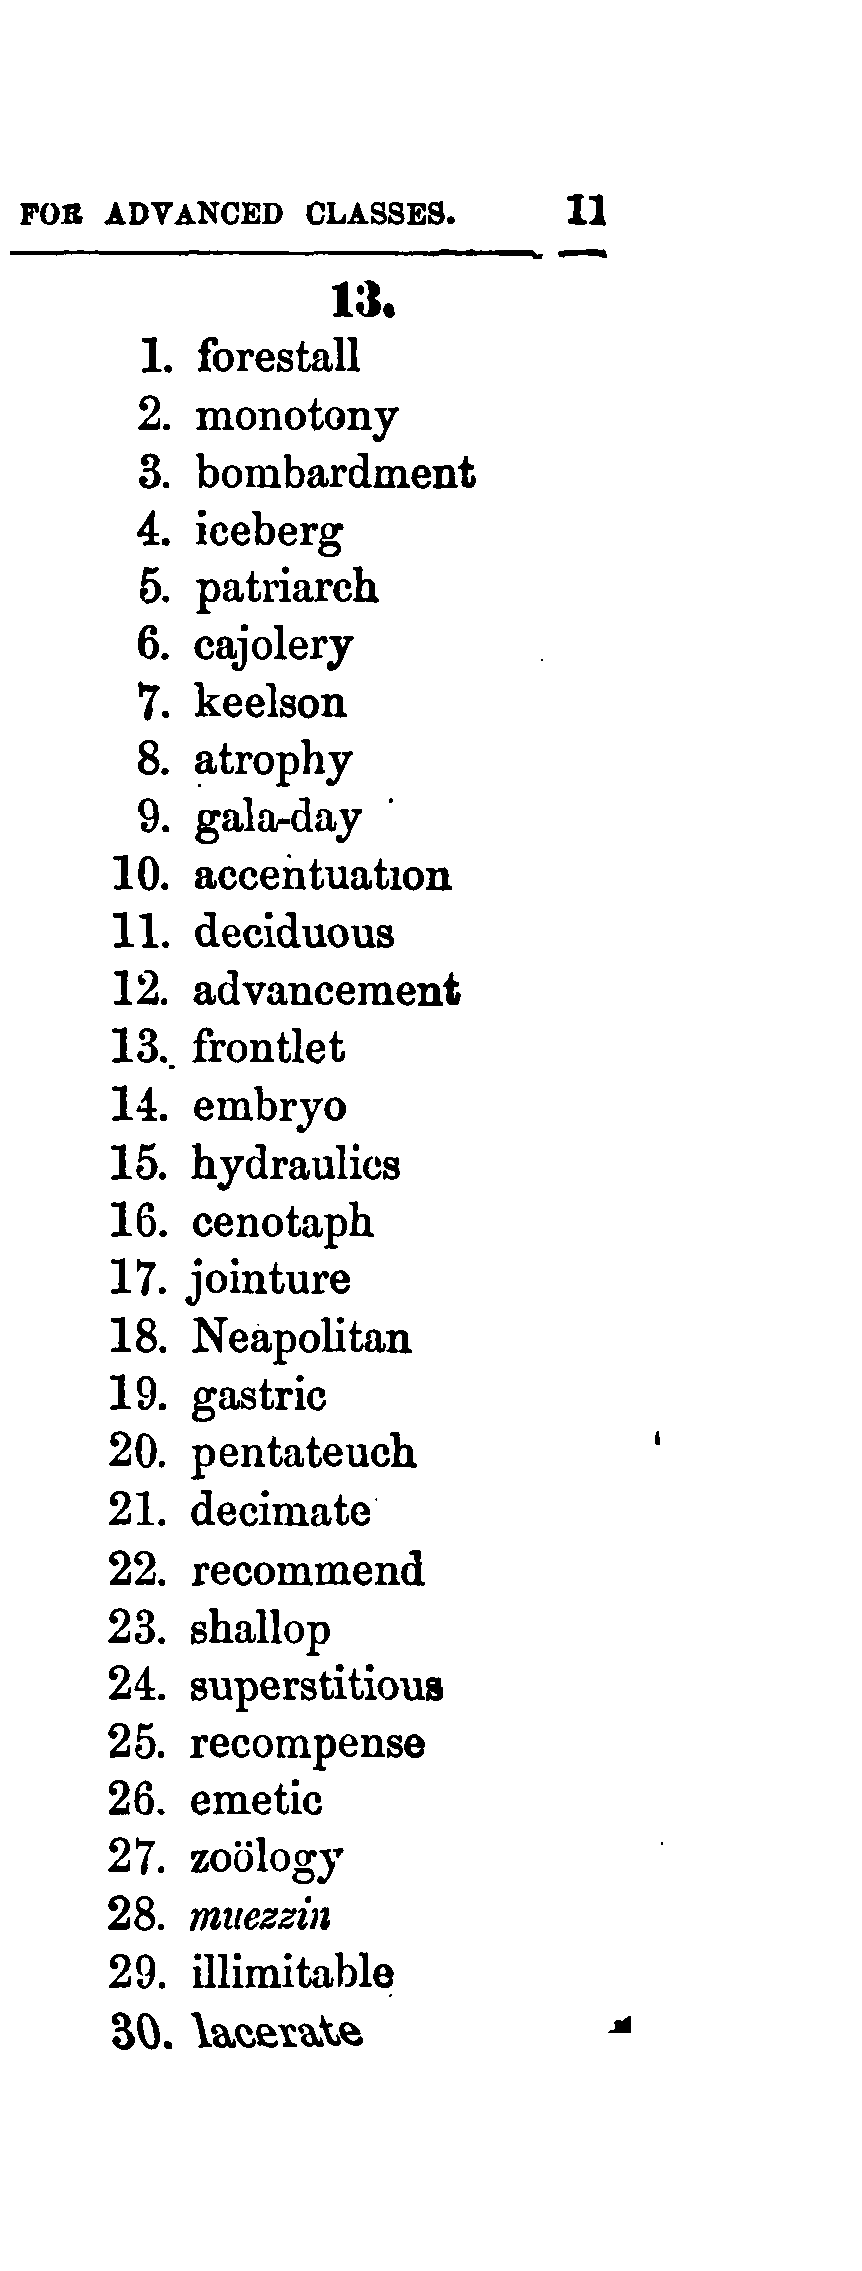 FOR ADVANCED CLASSES. 11
13.
1. forestall
2. monotony
3. bombardment
4. iceberg
5. patriarch
6. cajolery
7. keelson
8. atrophy
9. gala-day
10. accentuation
11. deciduous
12. advancement
13. frontlet
14. embryo
15. hydraulics
16. cenotaph
17. jointure
18. Neapolitan
19. gastric
20. pentateuch
21. decimate
22. recommend
23. shallop
24. superstitious
25. recompense
26. emetic
27. zoölogy
28. muezzin
29. illimitable
30. lacerate